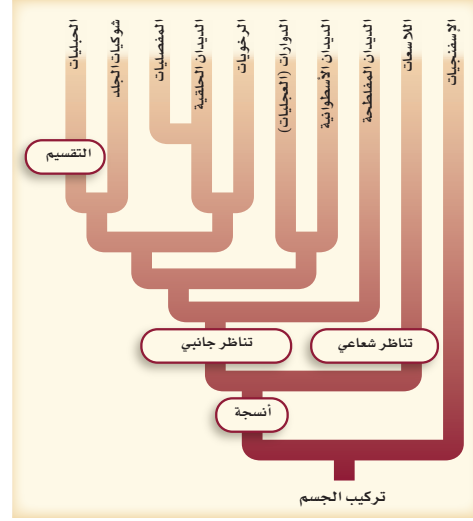 الإسفنجيات
اللاسعات
الديدان المفلطحة
الديدان الأسطوانية
الدوارات (العجليات)
الرخويات
الديدان الحلقية
المفصليات
شوكيات الجلد
الحبليات
التقسيم
تناظر شعاعي
تناظر جانبي
أنسجة
تركيب الجسم